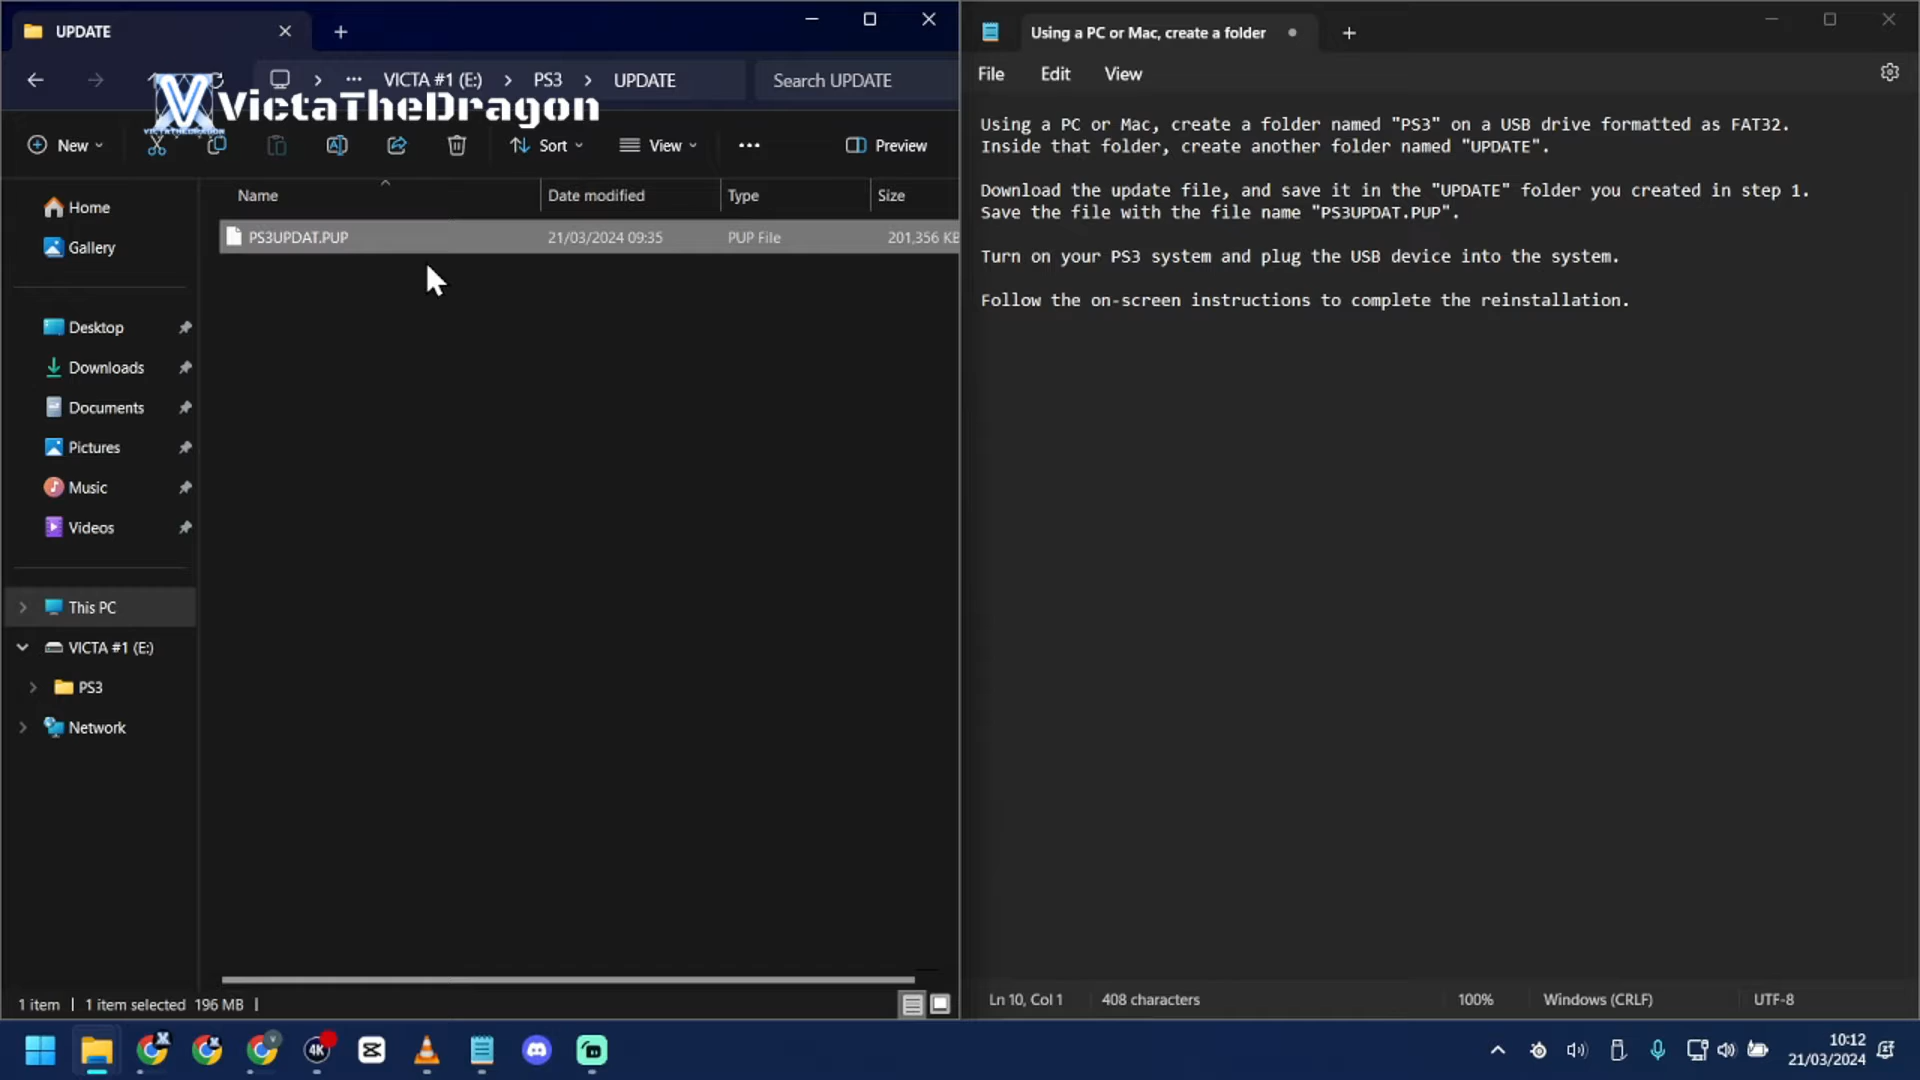 UPDATE
VICTA #1 (E:)
PS3
UPDATE
Search UPDATE
VictaTheDragon
VICTATHEDRAGON
New
Sort
View
Preview
Name
Date modified
Type
Size
PS3UPDAT.PUP
21/03/2024 09:35
PUP File
201,356 KB
Home
Gallery
Desktop
Downloads
Documents
Pictures
Music
Videos
This PC
VICTA #1 (E:)
PS3
Network
1 item
1 item selected 196 MB
Using a PC or Mac, create a folder
File
Edit
View
Using a PC or Mac, create a folder named "PS3" on a USB drive formatted as FAT32.
Inside that folder, create another folder named "UPDATE".
Download the update file, and save it in the "UPDATE" folder you created in step 1.
Save the file with the file name "PS3UPDAT.PUP".
Turn on your PS3 system and plug the USB device into the system.
Follow the on-screen instructions to complete the reinstallation.
Ln 10, Col 1
408 characters
100%
Windows (CRLF)
UTF-8
4K
10:12
21/03/2024